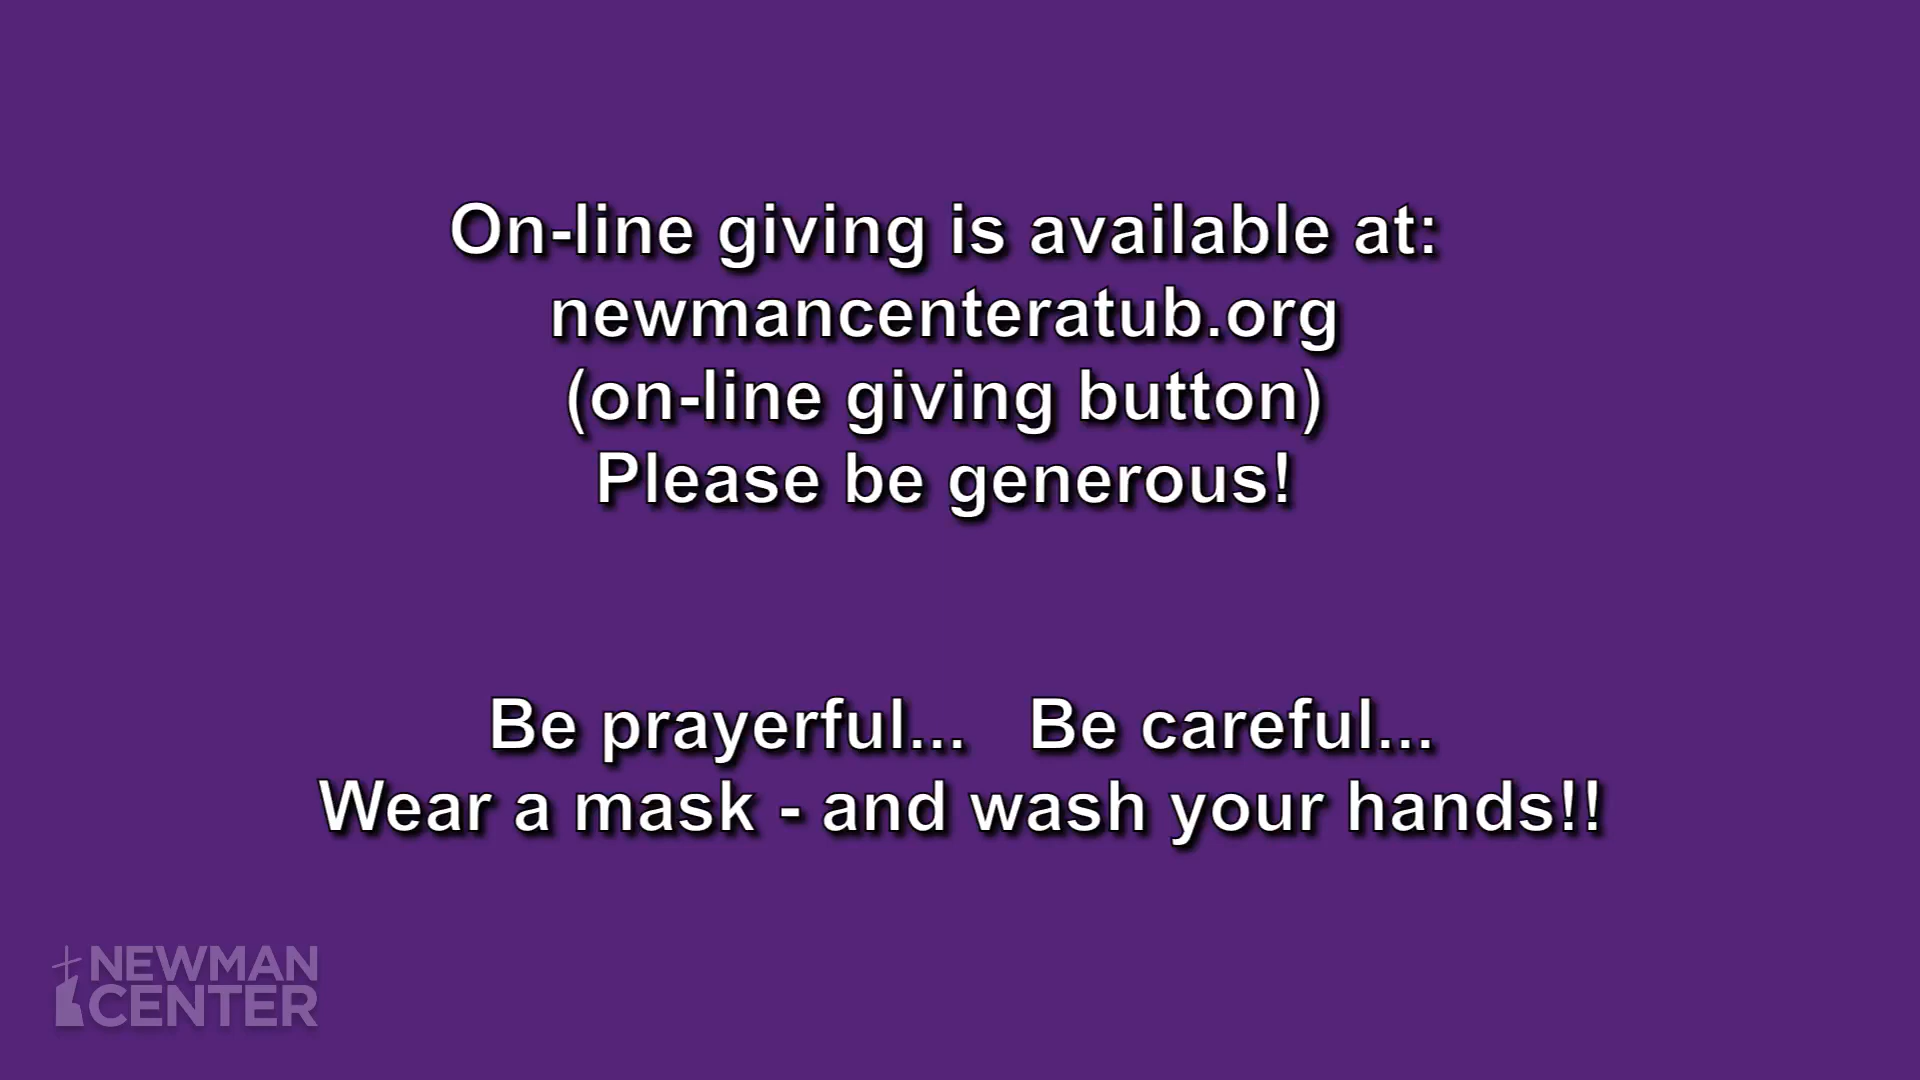 On-line giving is available at:
newmancenteratub.org
(on-line giving button)
Please be generous!
Be prayerful... Be careful...
Wear a mask - and wash your hands!!
NEWMAN
CENTER